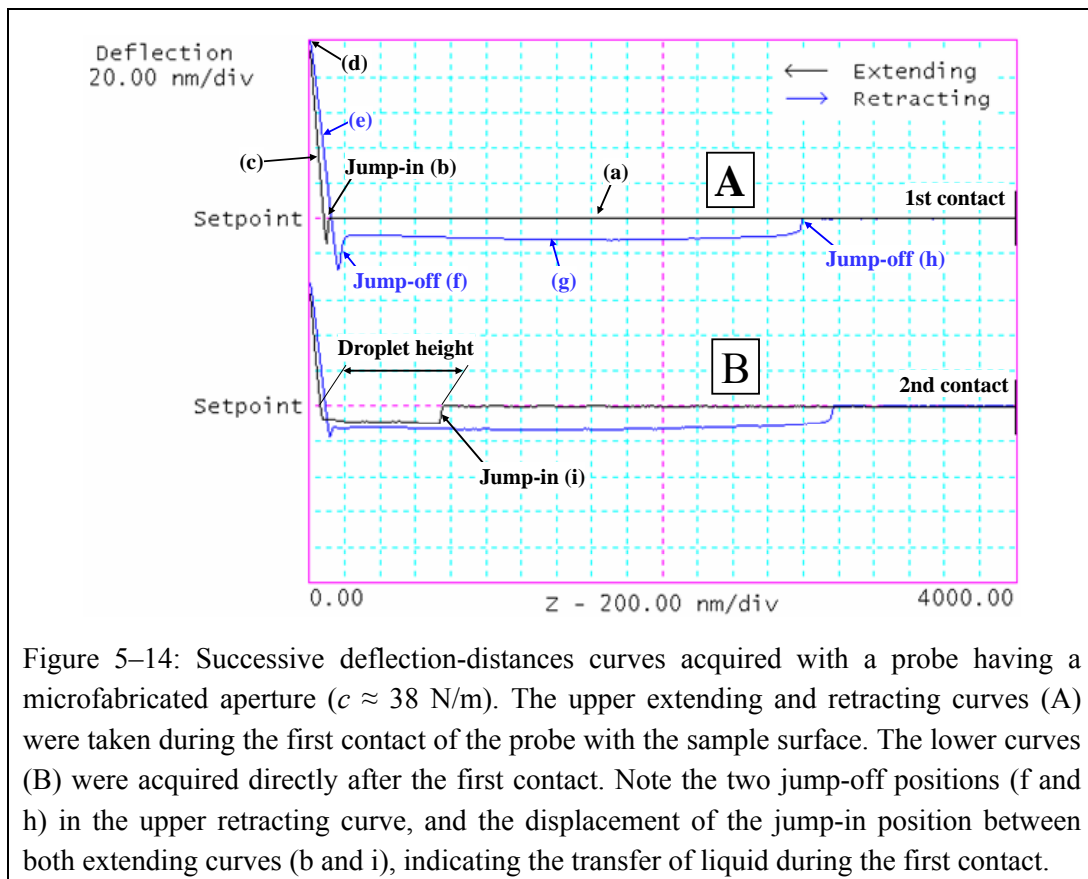 Deflection
20.00 nm/div
(d)
Extending
Retracting
(e)
(c)
Jump-in (b)
(a)
A
1st contact
Setpoint
Jump-off (f)
(g)
Jump-off (h)
Droplet height
B
2nd contact
Setpoint
Jump-in (i)
0.00
Z - 200.00 nm/div
4000.00
Figure 5–14: Successive deflection-distances curves acquired with a probe having a
microfabricated aperture (c ≈ 38 N/m). The upper extending and retracting curves (A)
were taken during the first contact of the probe with the sample surface. The lower curves
(B) were acquired directly after the first contact. Note the two jump-off positions (f and
h) in the upper retracting curve, and the displacement of the jump-in position between
both extending curves (b and i), indicating the transfer of liquid during the first contact.